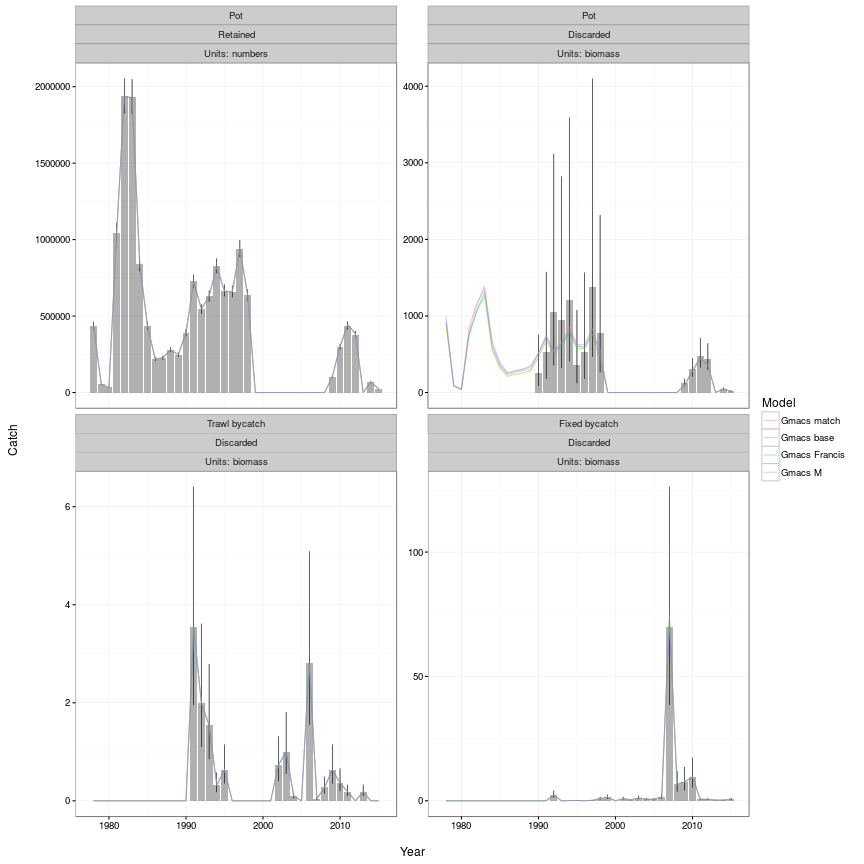 Pot
Retained
Units: numbers
2000000
1500000
1000000
500000
0
Pot
Discarded
Units: biomass
4000
3000
2000
1000
0
Trawl bycatch
Discarded
Units: biomass
6
4
2
0
1980
1990
2000
2010
Fixed bycatch
Discarded
Units: biomass
100
50
0
1980
1990
2000
2010
Catch
Year
Model
Gmacs match
Gmacs base
Gmacs Francis
Gmacs M